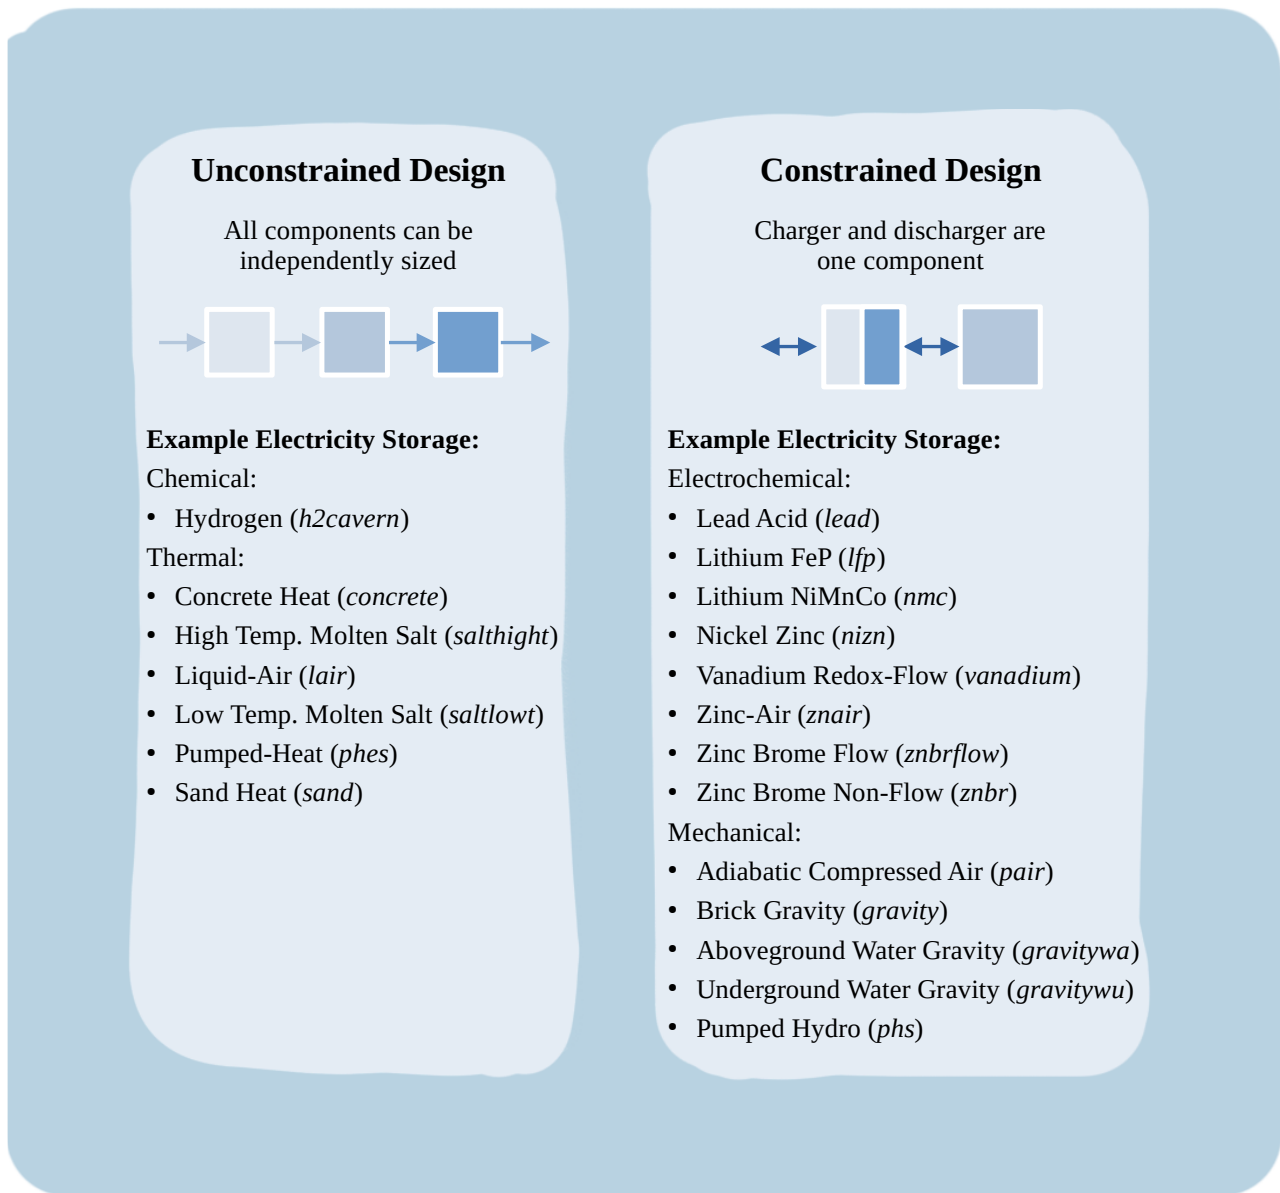 Unconstrained Design
All components can be
independently sized
Example Electricity Storage:
Chemical:
• Hydrogen (h2cavern)
Thermal:
• Concrete Heat (concrete)
• High Temp. Molten Salt (salthight)
• Liquid-Air (lair)
• Low Temp. Molten Salt (saltlowt)
• Pumped-Heat (phes)
• Sand Heat (sand)
Constrained Design
Charger and discharger are
one component
Example Electricity Storage:
Electrochemical:
• Lead Acid (lead)
• Lithium FeP (lfp)
• Lithium NiMnCo (nmc)
• Nickel Zinc (nizn)
• Vanadium Redox-Flow (vanadium)
• Zinc-Air (znair)
• Zinc Brome Flow (znbrflow)
• Zinc Brome Non-Flow (znbr)
Mechanical:
• Adiabatic Compressed Air (pair)
• Brick Gravity (gravity)
• Aboveground Water Gravity (gravitywa)
• Underground Water Gravity (gravitywu)
• Pumped Hydro (phs)